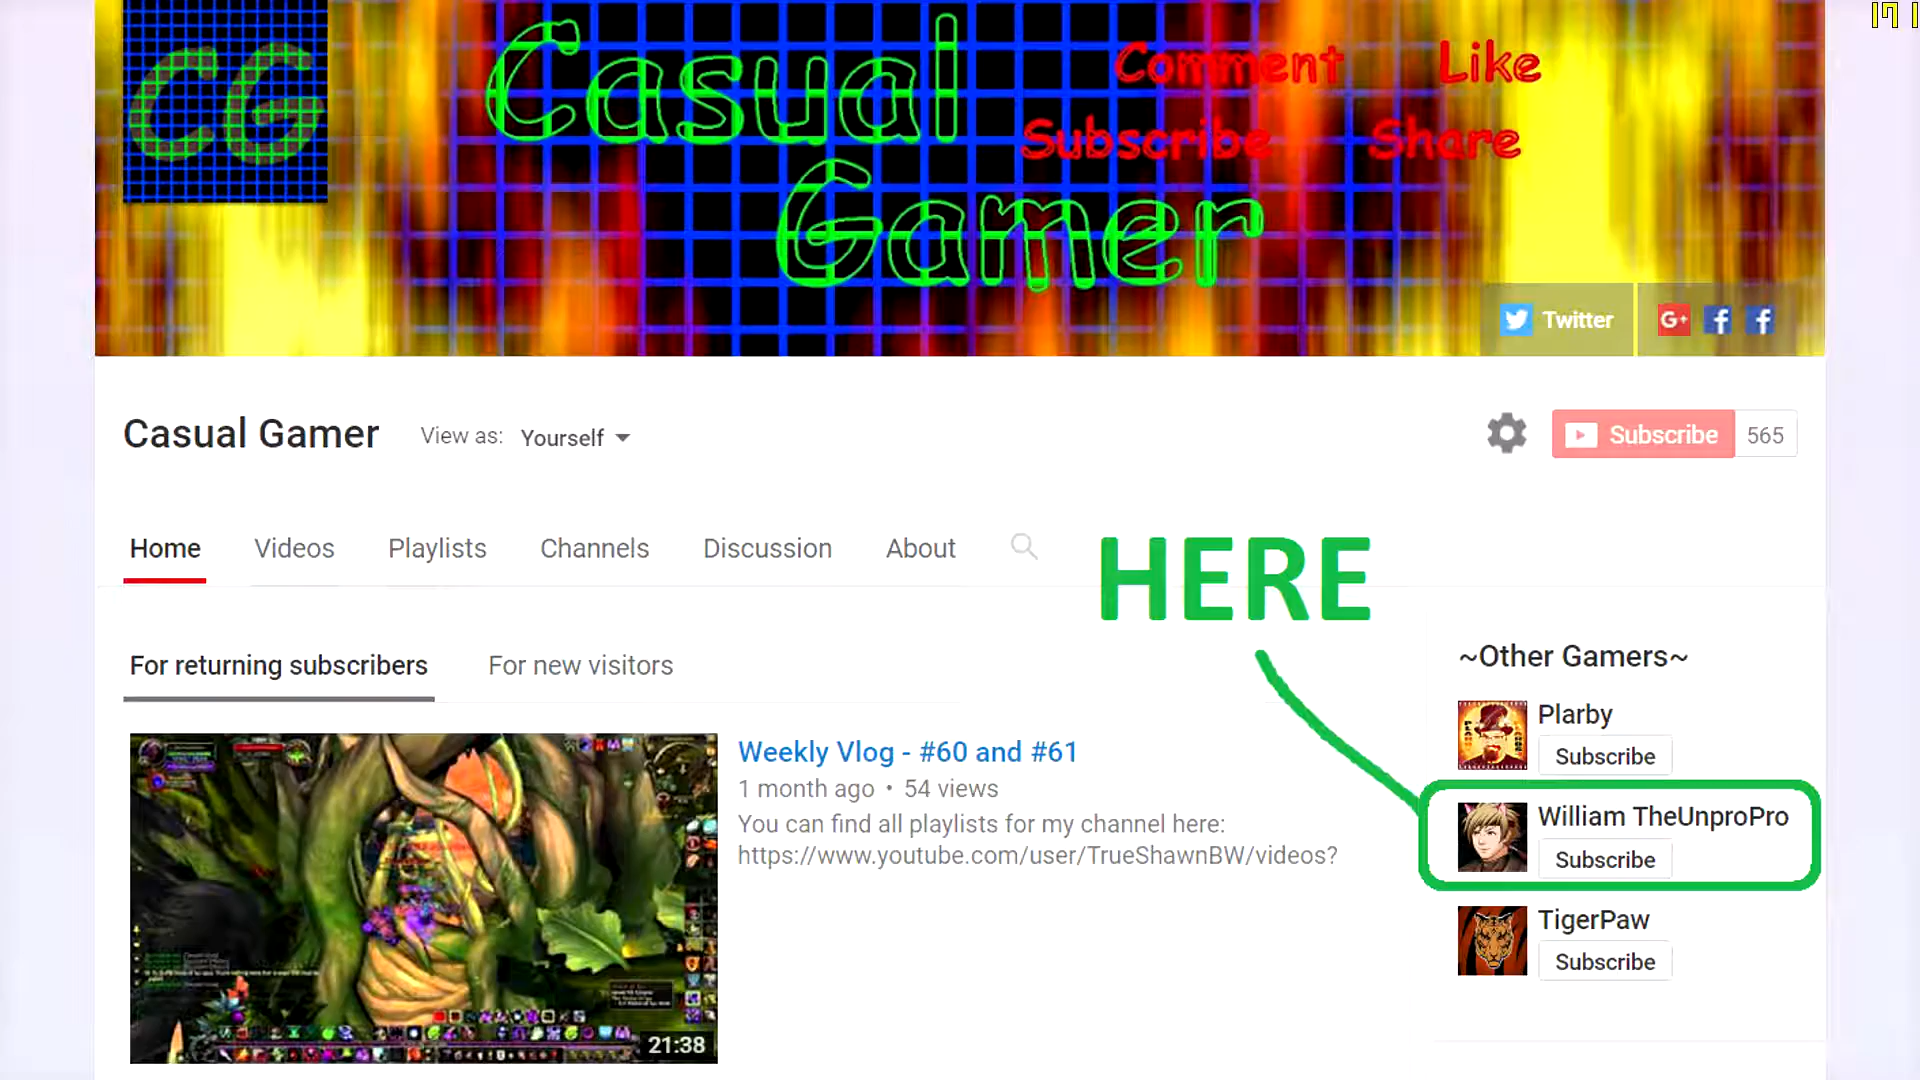 CG
Casual
Gamer
Comment Like
Subscribe Share
Twitter
Casual Gamer View as: Yourself
Subscribe 565
Home Videos Playlists Channels Discussion About
HERE
For returning subscribers For new visitors
~Other Gamers~
Plarby
Subscribe
William TheUnproPro
Subscribe
TigerPaw
Subscribe
Weekly Vlog - #60 and #61
1 month ago • 54 views
You can find all playlists for my channel here:
https://www.youtube.com/user/TrueShawnBW/videos?
21:38